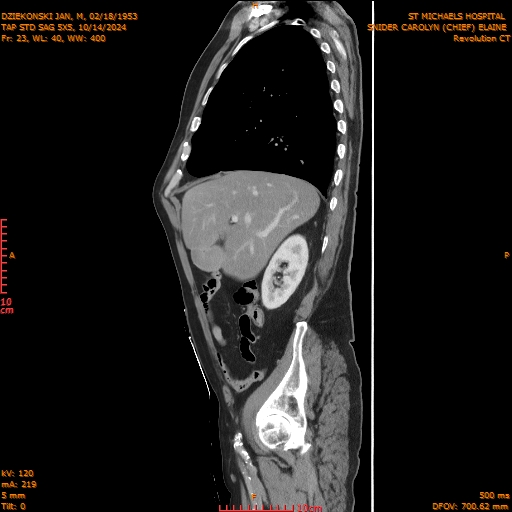 DZIEKONSKI JAN, M, 02/18/1953
TAP STD SAG 5X5, 10/14/2024
Fr: 23, WL: 40, WW: 400
H
ST MICHAELS HOSPITAL
SNIDER CAROLYN (CHIEF) ELAINE
Revolution CT
A
P
10
cm
kV: 120
mA: 219
5 mm
Tilt: 0
F
10cm
500 ms
DFOV: 700.62 mm